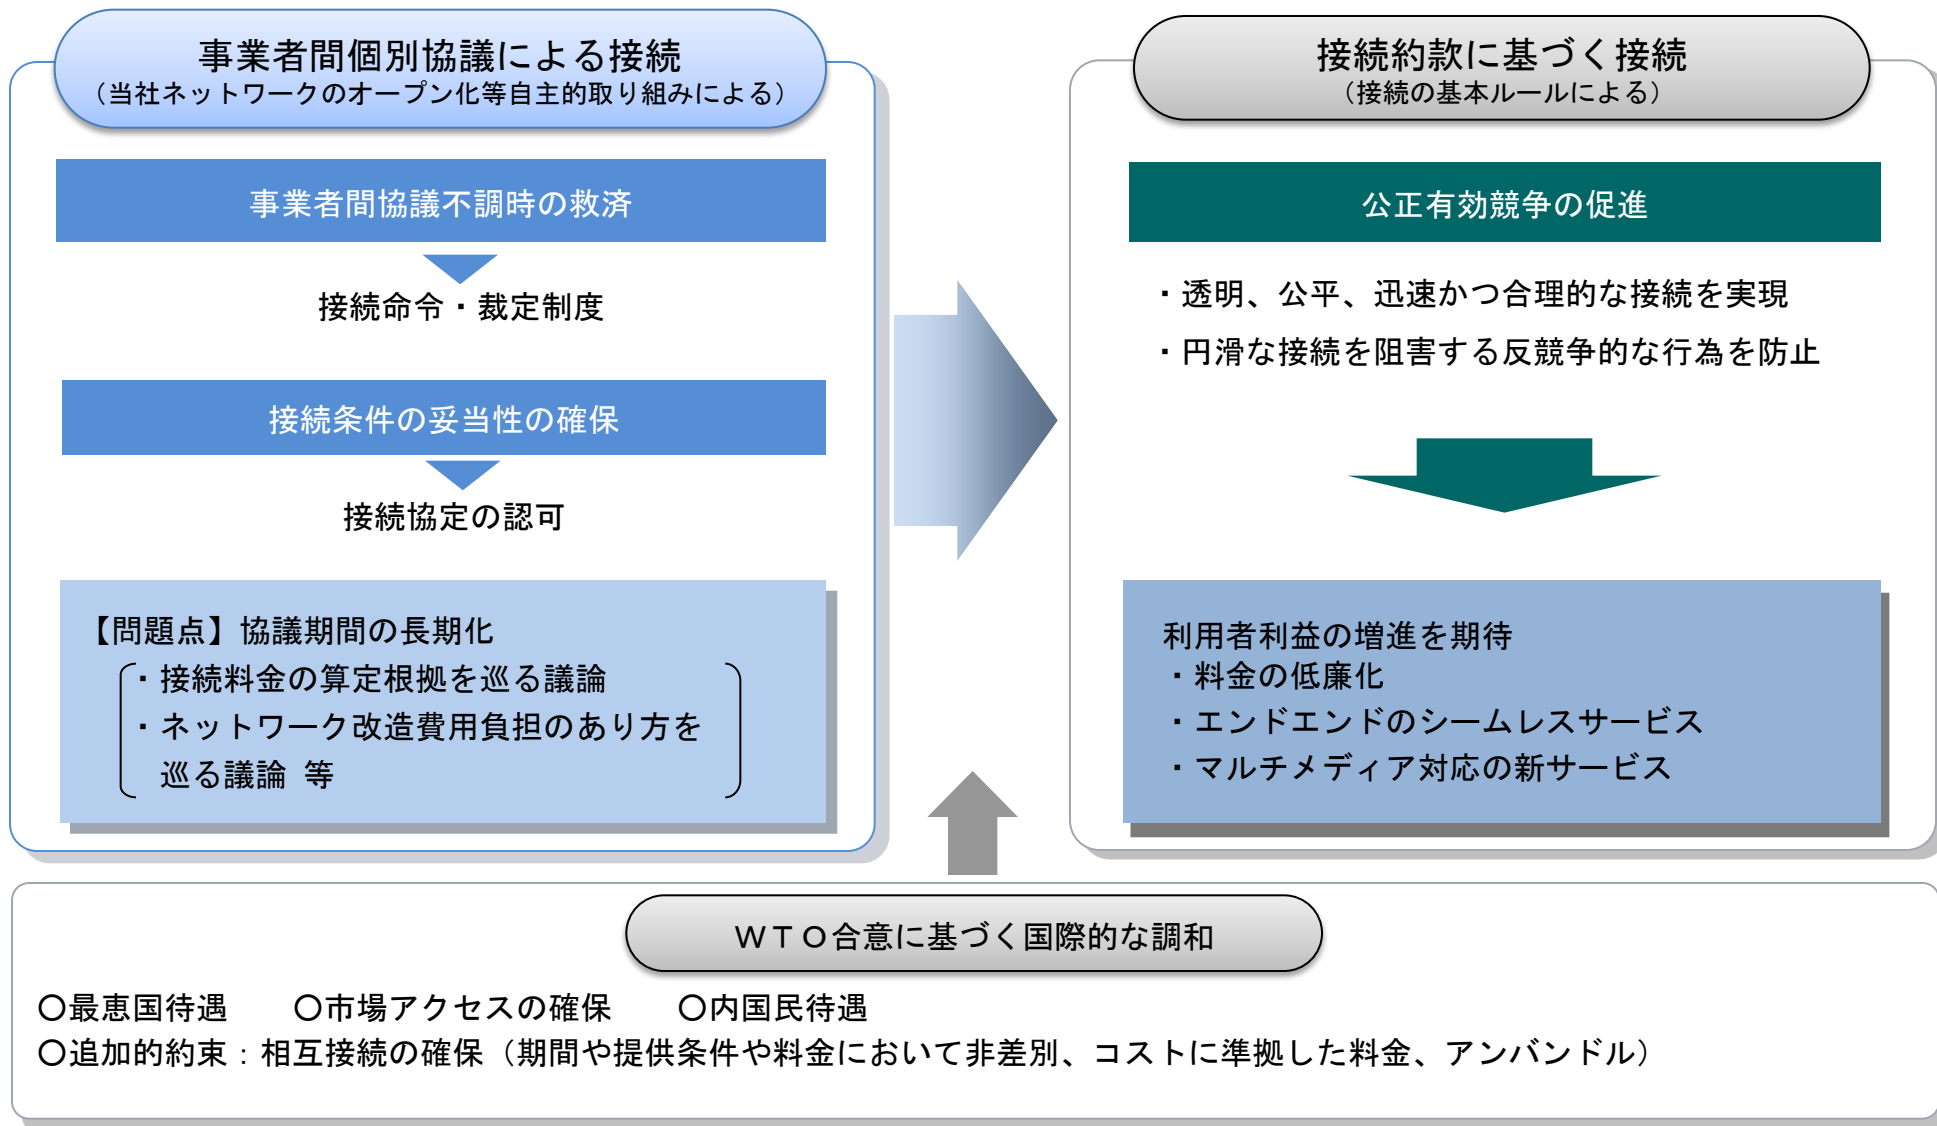 事業者間個別協議による接続
（当社ネットワークのオープン化等自主的取り組みによる）
事業者間協議不調時の救済
接続命令・裁定制度
接続条件の妥当性の確保
接続協定の認可
【問題点】協議期間の長期化
・接続料金の算定根拠を巡る議論
・ネットワーク改造費用負担のあり方を
巡る議論 等
接続約款に基づく接続
（接続の基本ルールによる）
公正有効競争の促進
・透明、公平、迅速かつ合理的な接続を実現
・円滑な接続を阻害する反競争的な行為を防止
利用者利益の増進を期待
・料金の低廉化
・エンドエンドのシームレスサービス
・マルチメディア対応の新サービス
ＷＴＯ合意に基づく国際的な調和
〇最恵国待遇　　〇市場アクセスの確保　　〇内国民待遇
〇追加的約束：相互接続の確保（期間や提供条件や料金において非差別、コストに準拠した料金、アンバンドル）